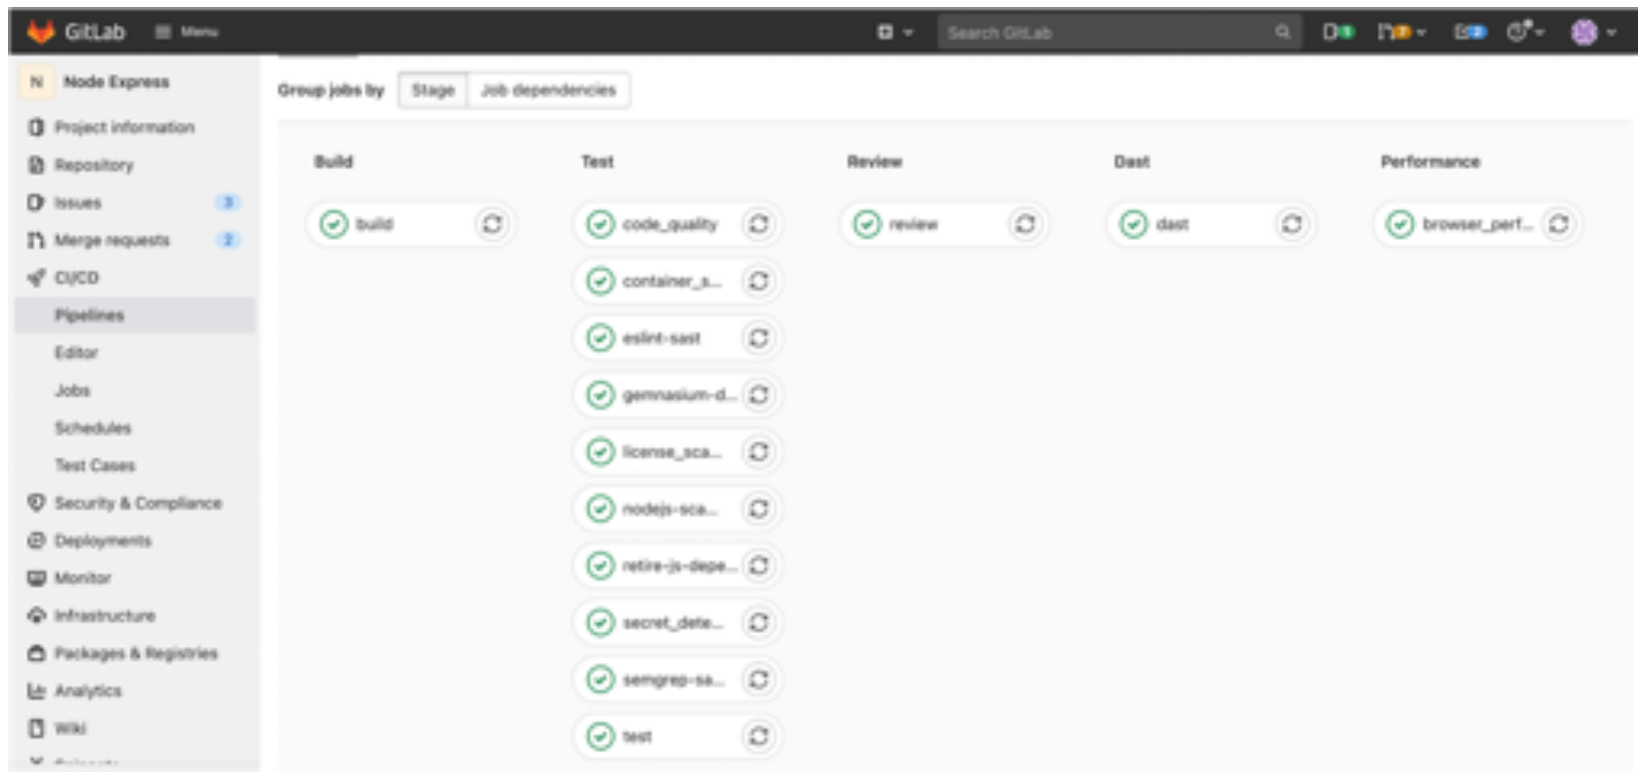 GitLab Menu Search GitLab
N Node Express
Project information
Repository
Issues 3
Merge requests 2
CI/CD
Pipelines
Editor
Jobs
Schedules
Test Cases
Security & Compliance
Deployments
Monitor
Infrastructure
Packages & Registries
Analytics
Wiki
Group jobs by Stage Job dependencies
Build
build
Test
code_quality
container_s...
eslint-sast
gemnasium-d...
license_sca...
nodejs-sca...
retire-js-depe...
secret_dete...
semgrep-sa...
test
Review
review
Dast
dast
Performance
browser_perf...